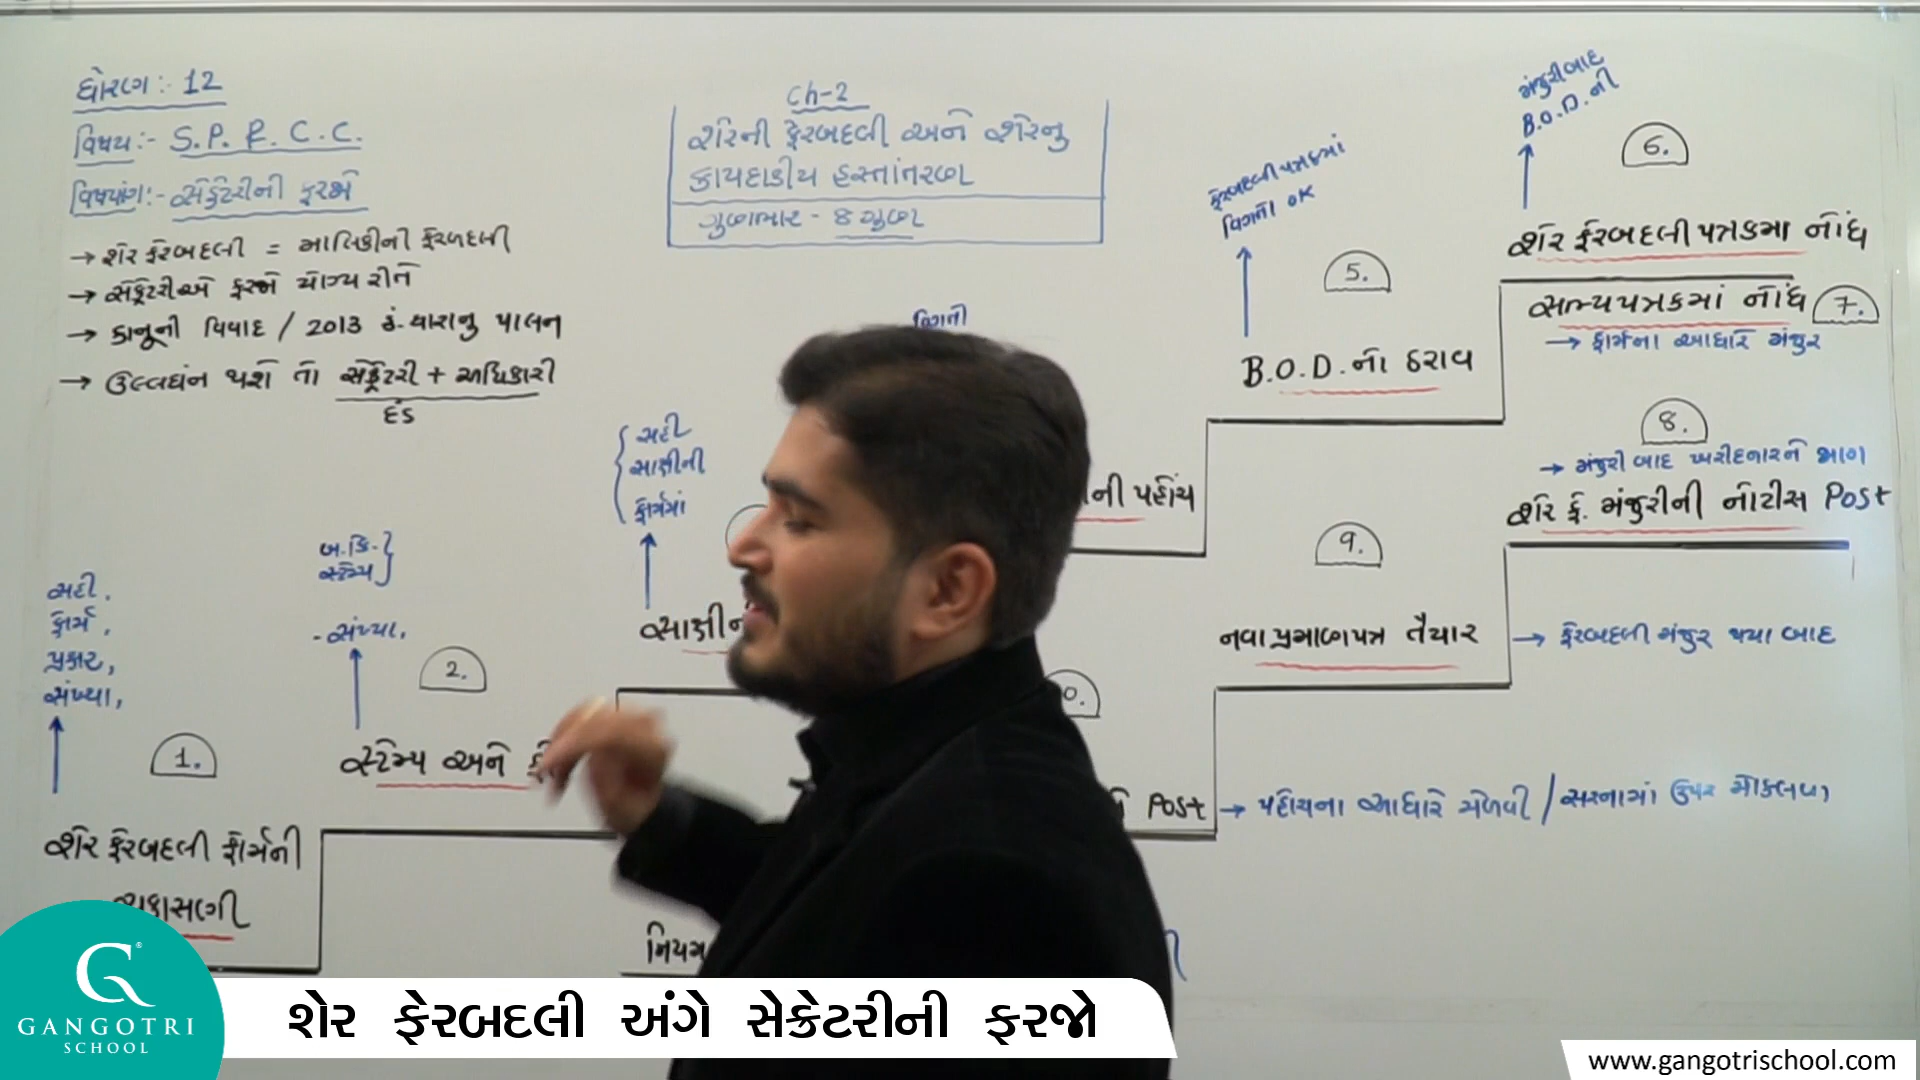 ધોરણ :- 12
વિષય :- S.P. & C.C.
વિષયાંગ :- સેક્રેટરીની ફરજો
→ શેર ફેરબદલી = માલિકીની ફેરબદલી
→ સેક્રેટરીએ ફરજો યોગ્ય રીતે
→ કાનૂની વિવાદ / 2013 કં.ધારાનુ પાલન
→ ઉલ્લઘંન થશે તો સેક્રેટરી + અધિકારી
દંડ
Ch-2
શેરની ફેરબદલી અને શેરનુ
કાયદાકીય હસ્તાંતરણ
ગુણભાર - 8 ગુણ
સહી.
ફોર્મ.
પ્રકાર,
સંખ્યા,
1.
શેર ફેરબદલી ફોર્મની
ચકાસણી
બ.કિ.
સ્ટેમ્પ
- સંખ્યા.
2.
સ્ટેમ્પ અને
સહી
સાક્ષીની
ફોર્મમાં
વિગતો
ની પહોંચ
ફેરબદલી પત્રકમાં
વિગતો OK
5.
B.O.D. નો ઠરાવ
મંજુરી બાદ
B.O.D. ની
6.
શેર ફેરબદલી પત્રકમા નોંધ
સભ્યપત્રકમાં નોંધ 7.
→ ફોર્મના આધારે મંજુર
8.
→ મંજુરી બાદ ખરીદનારને જાણ
શેર ફે. મંજુરીની નોટીસ Post
9.
નવા પ્રમાણપત્ર તૈયાર → ફેરબદલી મંજુર થયા બાદ
Post → પહોંચના આધારે મેળવી / સરનામાં ઉપર મોકલવા
GANGOTRI
SCHOOL
શેર ફેરબદલી અંગે સેક્રેટરીની ફરજો
www.gangotrischool.com